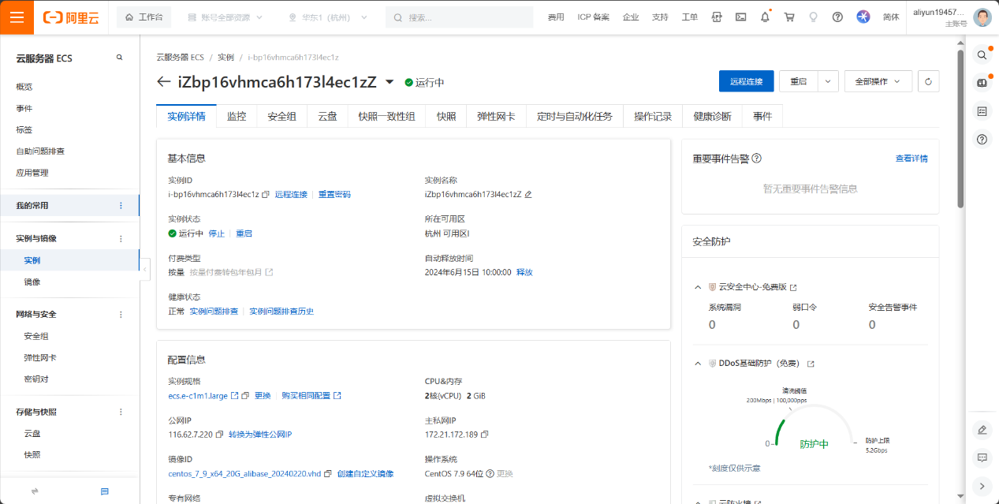 阿里云
工作台
账号全部资源
华东1（杭州）
搜索...
费用
ICP 备案
企业
支持
工单
简体
aliyun19457...
主账号
云服务器 ECS
概览
事件
标签
自助问题排查
应用管理
我的常用
实例与镜像
实例
镜像
网络与安全
安全组
弹性网卡
密钥对
存储与快照
云盘
快照
云服务器 ECS / 实例 / i-bp16vhmca6h173l4ec1z
iZbp16vhmca6h173l4ec1zZ
运行中
远程连接
重启
全部操作
实例详情
监控
安全组
云盘
快照一致性组
快照
弹性网卡
定时与自动化任务
操作记录
健康诊断
事件
基本信息
实例ID
i-bp16vhmca6h173l4ec1z 远程连接 重置密码
实例名称
iZbp16vhmca6h173l4ec1zZ
实例状态
运行中 停止 重启
所在可用区
杭州 可用区I
付费类型
按量 按量付费转包年包月
自动释放时间
2024年6月15日 10:00:00 释放
健康状态
正常 实例问题排查 实例问题排查历史
配置信息
实例规格
ecs.e-c1m1.large 更换 购买相同配置
CPU&内存
2核(vCPU) 2 GiB
公网IP
116.62.7.220 转换为弹性公网IP
主私网IP
172.21.172.189
镜像ID
centos_7_9_x64_20G_alibase_20240220.vhd 创建自定义镜像
操作系统
CentOS 7.9 64位 更换
专有网络
虚拟交换机
重要事件告警
查看详情
暂无重要事件告警信息
安全防护
云安全中心-免费版
系统漏洞
弱口令
安全告警事件
0
0
0
DDoS基础防护（免费）
清洗阈值
200Mbps | 100,000pps
0
防护中
防护上限
5.2Gbps
*刻度仅供示意
云防火墙